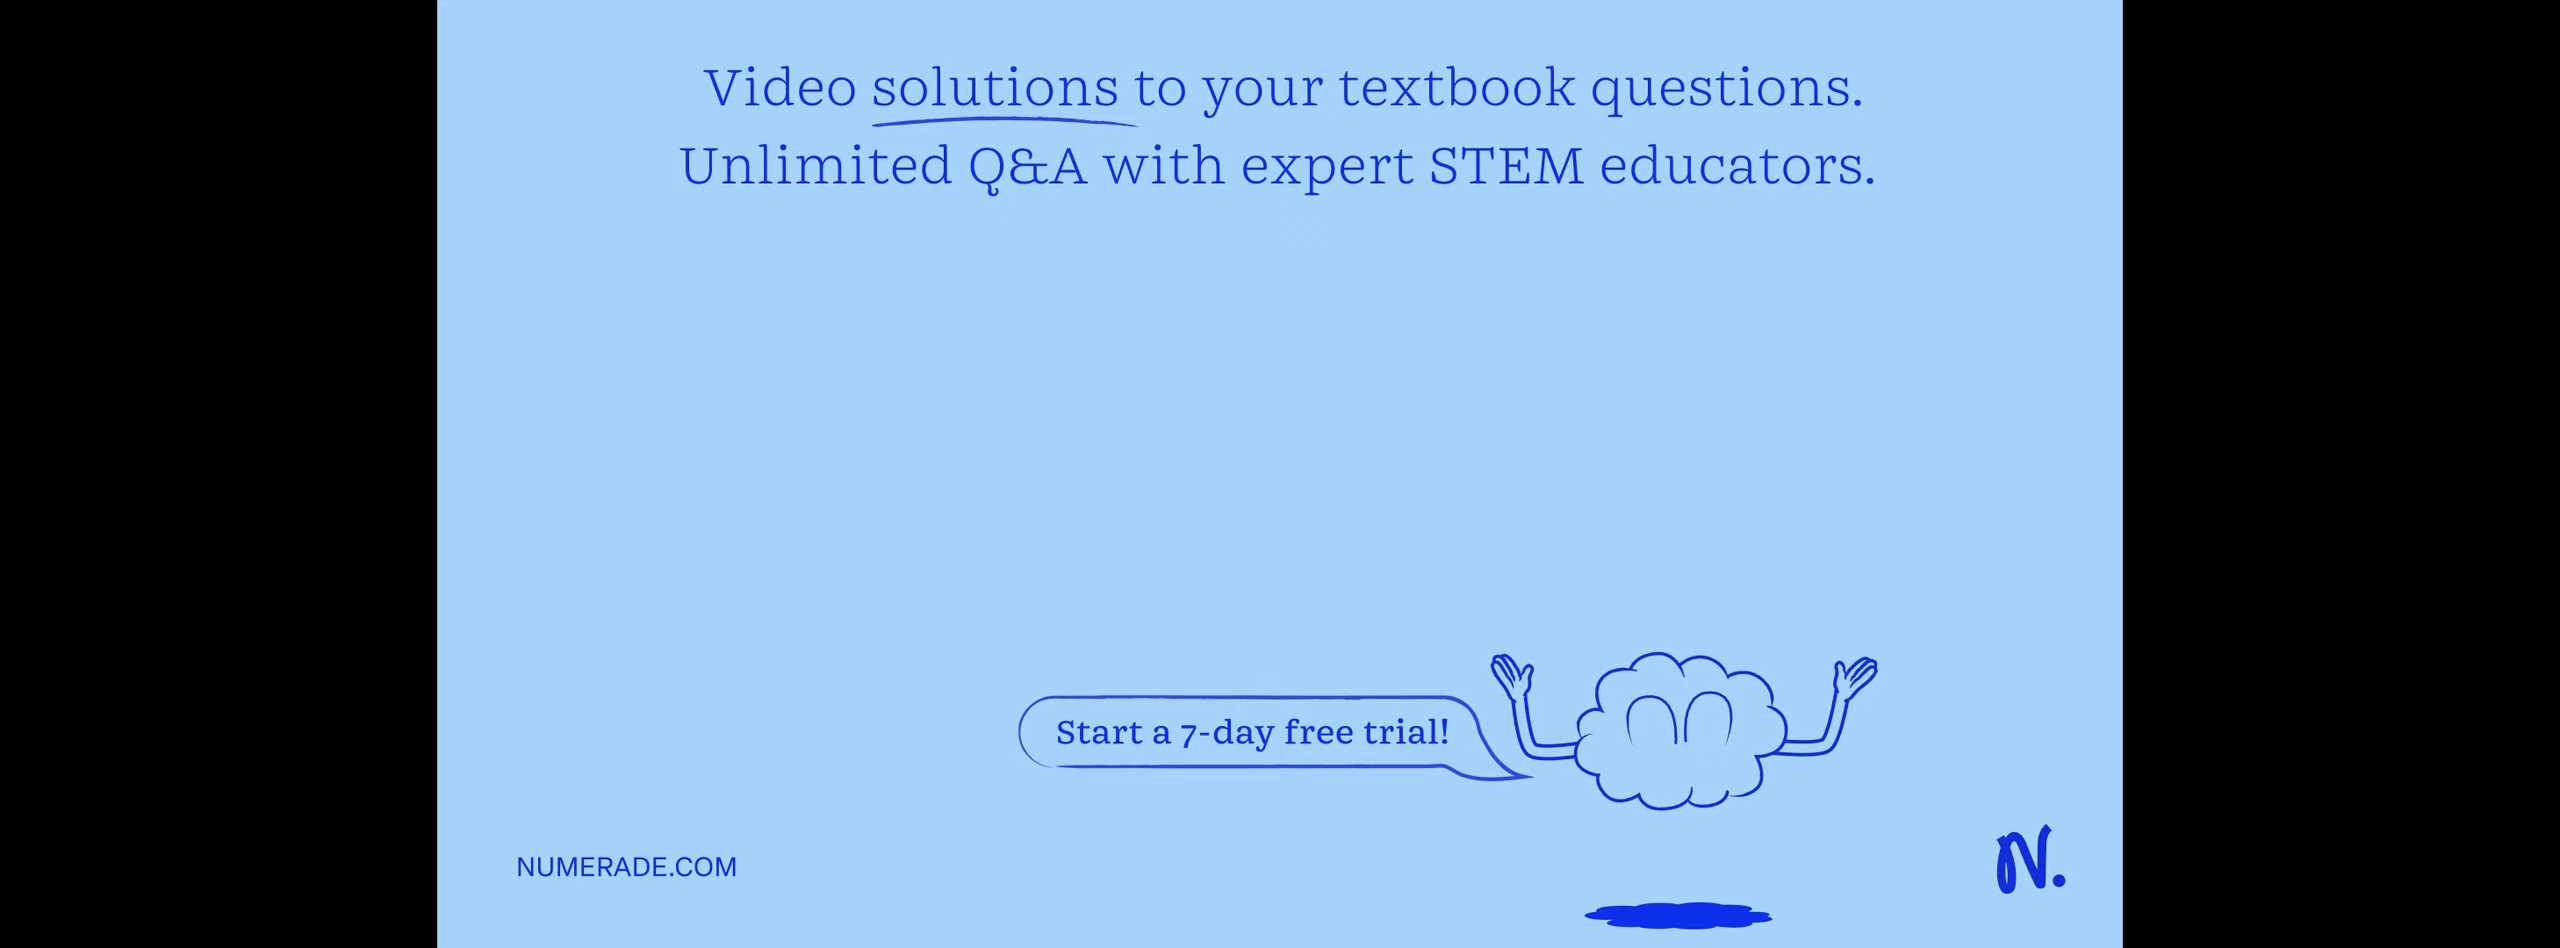 Video solutions to your textbook questions.
Unlimited Q&A with expert STEM educators.
Start a 7-day free trial!
NUMERADE.COM
N.